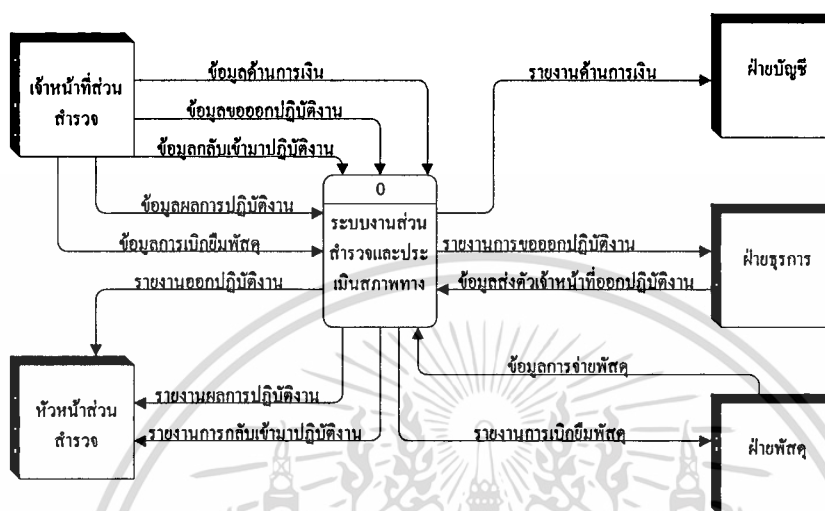 เจ้าหน้าที่ส่วน
สำรวจ
ข้อมูลด้านการเงิน
รายงานด้านการเงิน
ฝ่ายบัญชี
ข้อมูลขอออกปฏิบัติงาน
ข้อมูลกลับเข้ามาปฏิบัติงาน
0
ข้อมูลผลการปฏิบัติงาน
ระบบงานส่วน
สำรวจและประ
เมินสภาพทาง
ข้อมูลการเบิกยืมพัสดุ
รายงานการขอออกปฏิบัติงาน
ฝ่ายธุรการ
รายงานออกปฏิบัติงาน
ข้อมูลส่งตัวเจ้าหน้าที่ออกปฏิบัติงาน
ข้อมูลการจ่ายพัสดุ
หัวหน้าส่วน
สำรวจ
รายงานผลการปฏิบัติงาน
รายงานการกลับเข้ามาปฏิบัติงาน
รายงานการเบิกยืมพัสดุ
ฝ่ายพัสดุ